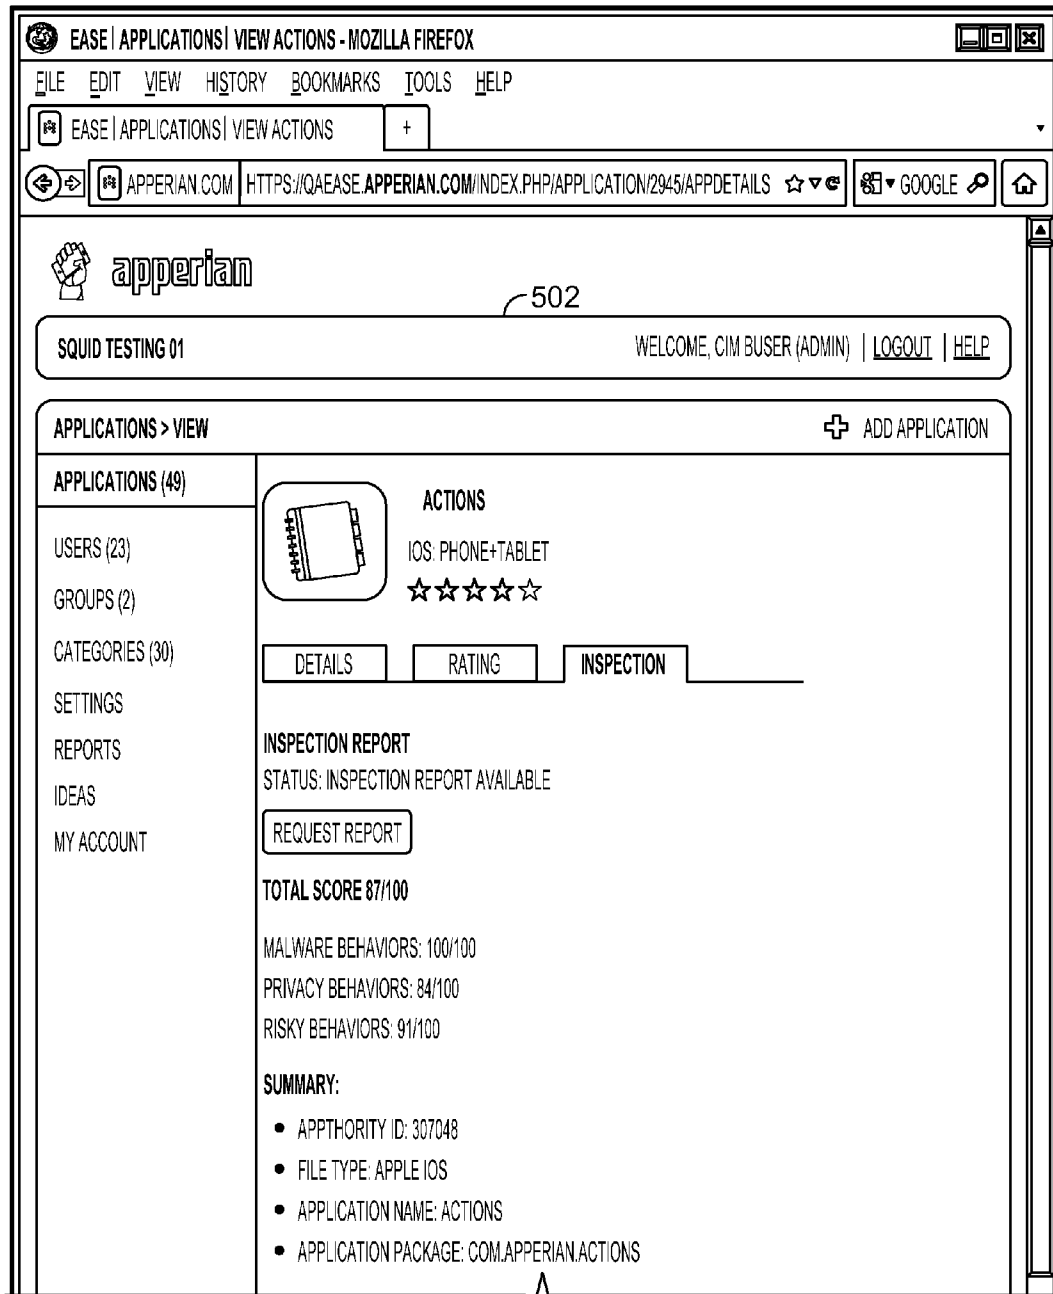 EASE | APPLICATIONS | VIEW ACTIONS - MOZILLA FIREFOX
FILE EDIT VIEW HISTORY BOOKMARKS TOOLS HELP
EASE | APPLICATIONS | VIEW ACTIONS +
APPERIAN.COM HTTPS://QAEASE.APPERIAN.COM/INDEX.PHP/APPLICATION/2945/APPDETAILS GOOGLE
apperian
502
SQUID TESTING 01 WELCOME, CIM BUSER (ADMIN) | LOGOUT | HELP
APPLICATIONS > VIEW ADD APPLICATION
APPLICATIONS (49)
USERS (23)
GROUPS (2)
CATEGORIES (30)
SETTINGS
REPORTS
IDEAS
MY ACCOUNT
ACTIONS
IOS: PHONE+TABLET
DETAILS RATING INSPECTION
INSPECTION REPORT
STATUS: INSPECTION REPORT AVAILABLE
REQUEST REPORT
TOTAL SCORE 87/100
MALWARE BEHAVIORS: 100/100
PRIVACY BEHAVIORS: 84/100
RISKY BEHAVIORS: 91/100
SUMMARY:
• APPTHORITY ID: 307048
• FILE TYPE: APPLE IOS
• APPLICATION NAME: ACTIONS
• APPLICATION PACKAGE: COM.APPERIAN.ACTIONS